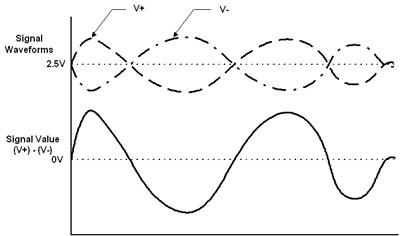 V+
V-
Signal
Waveforms
2.5V
Signal Value
(V+) - (V-)
0V